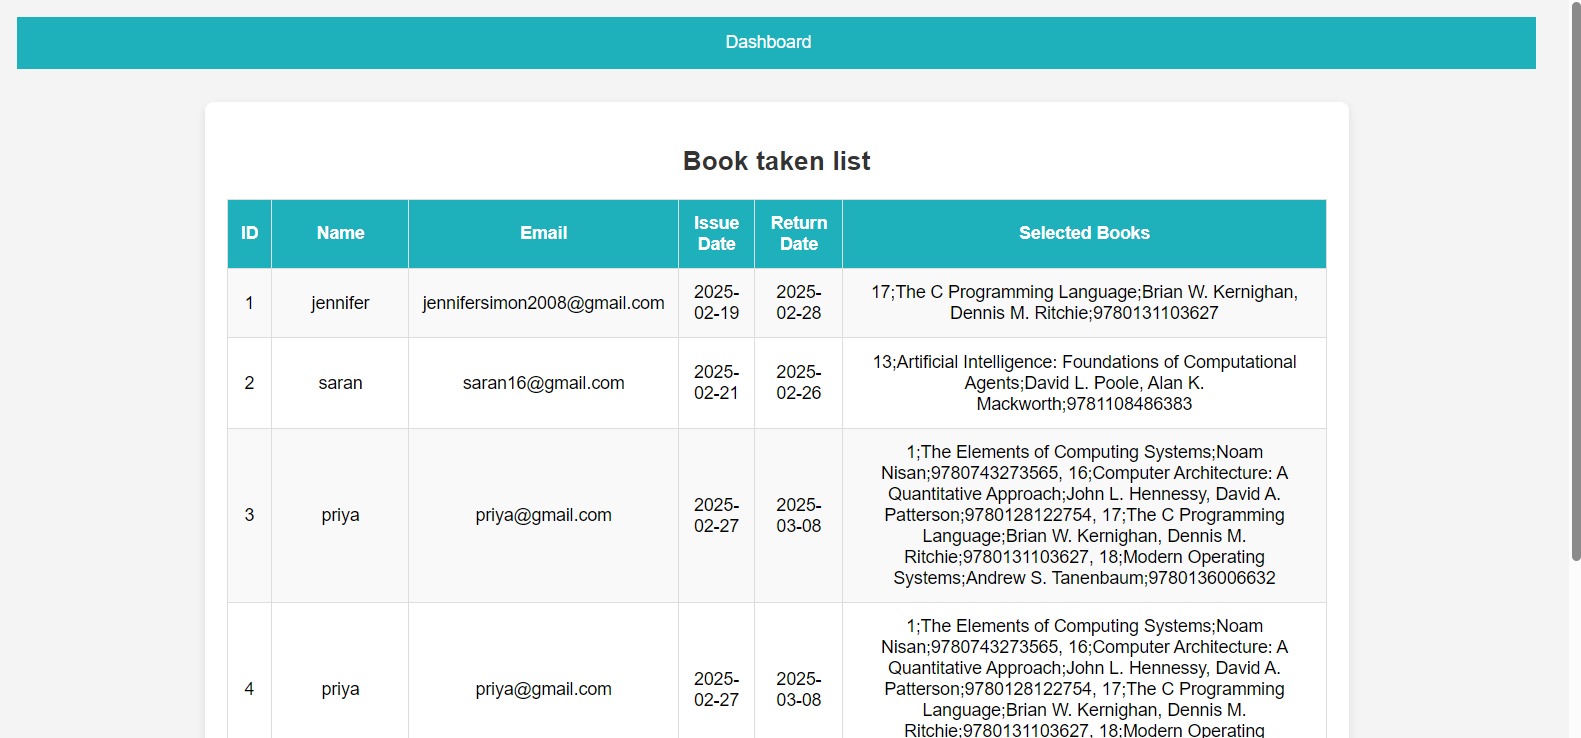 Dashboard
Book taken list
ID Name Email Issue Date Return Date Selected Books
1 jennifer jennifersimon2008@gmail.com 2025-02-19 2025-02-28 17;The C Programming Language;Brian W. Kernighan,
Dennis M. Ritchie;9780131103627
2 saran saran16@gmail.com 2025-02-21 2025-02-26 13;Artificial Intelligence: Foundations of Computational
Agents;David L. Poole, Alan K.
Mackworth;9781108486383
3 priya priya@gmail.com 2025-02-27 2025-03-08 1;The Elements of Computing Systems;Noam
Nisan;9780743273565, 16;Computer Architecture: A
Quantitative Approach;John L. Hennessy, David A.
Patterson;9780128122754, 17;The C Programming
Language;Brian W. Kernighan, Dennis M.
Ritchie;9780131103627, 18;Modern Operating
Systems;Andrew S. Tanenbaum;9780136006632
4 priya priya@gmail.com 2025-02-27 2025-03-08 1;The Elements of Computing Systems;Noam
Nisan;9780743273565, 16;Computer Architecture: A
Quantitative Approach;John L. Hennessy, David A.
Patterson;9780128122754, 17;The C Programming
Language;Brian W. Kernighan, Dennis M.
Ritchie;9780131103627, 18;Modern Operating